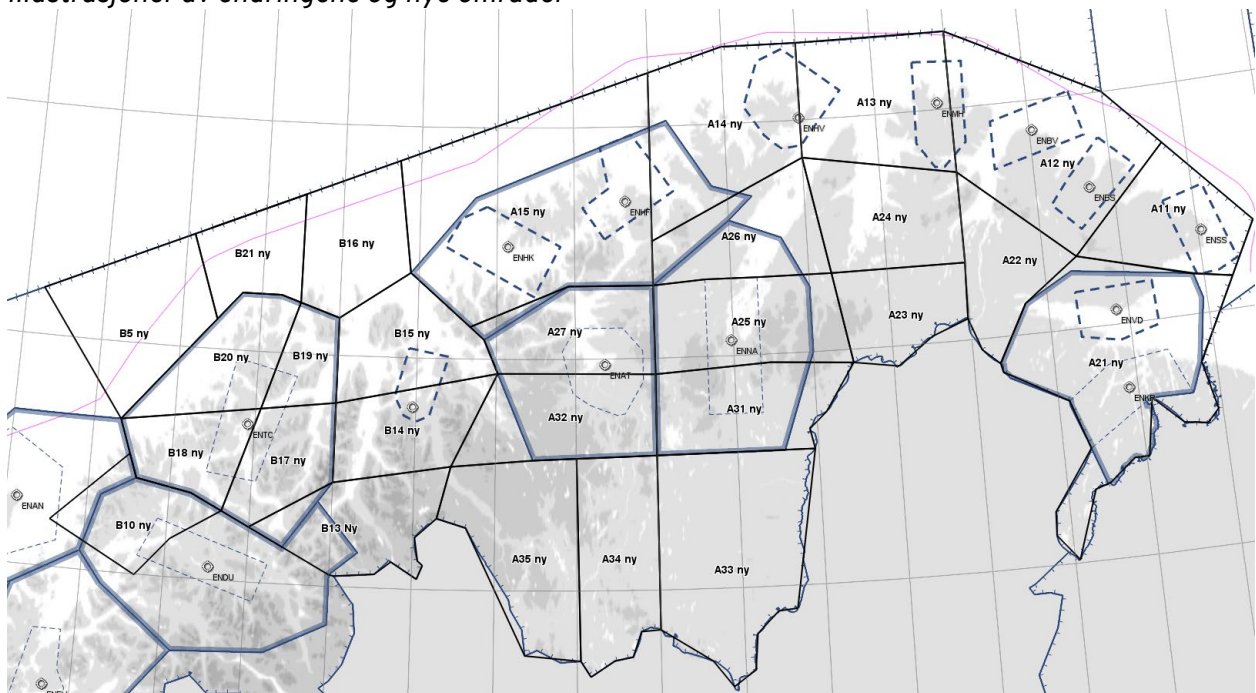 Illustrasjoner av endringene og nye områder
A14 ny
A13 ny
ENHV
ENMH
ENBV
A12 ny
ENBS
A15 ny
ENHF
A11 ny
A24 ny
ENSS
B16 ny
A26 ny
B21 ny
ENHK
A22 ny
B5 ny
B15 ny
A27 ny
A25 ny
A23 ny
ENVD
B20 ny
B19 ny
ENNA
ENAT
A21 ny
A32 ny
A31 ny
B14 ny
ENTC
B18 ny
B17 ny
ENAN
B10 ny
B13 Ny
A35 ny
A34 ny
A33 ny
ENDU